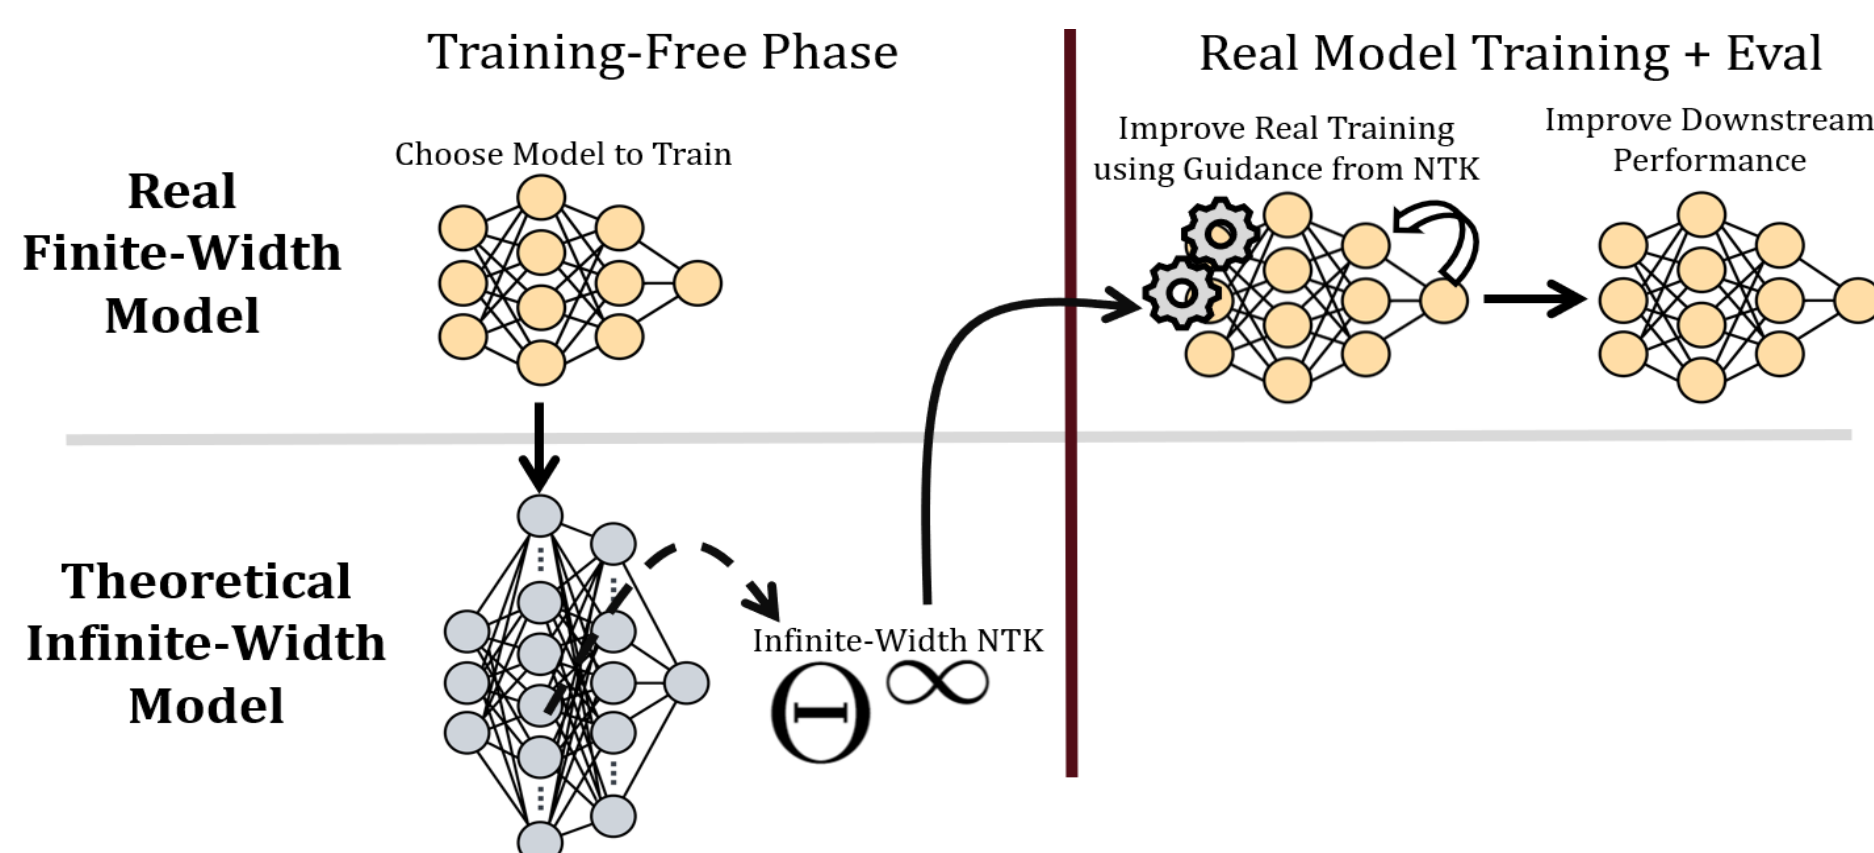 Training-Free Phase
Real Model Training + Eval
Choose Model to Train
Improve Real Training
using Guidance from NTK
Improve Downstream
Performance
Real
Finite-Width
Model
Theoretical
Infinite-Width
Model
Infinite-Width NTK
Θ∞